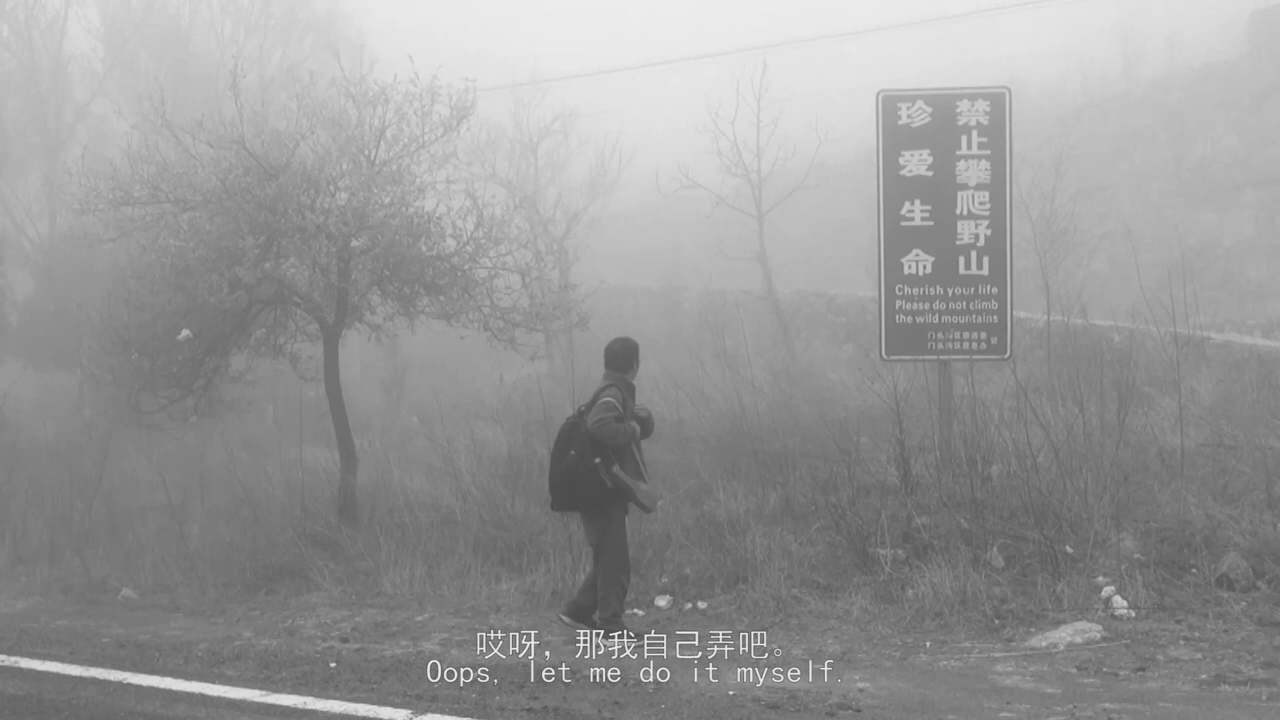 禁止攀爬野山
珍爱生命
Cherish your life
Please do not climb
the wild mountains
哎呀，那我自己弄吧。
Oops, let me do it myself.